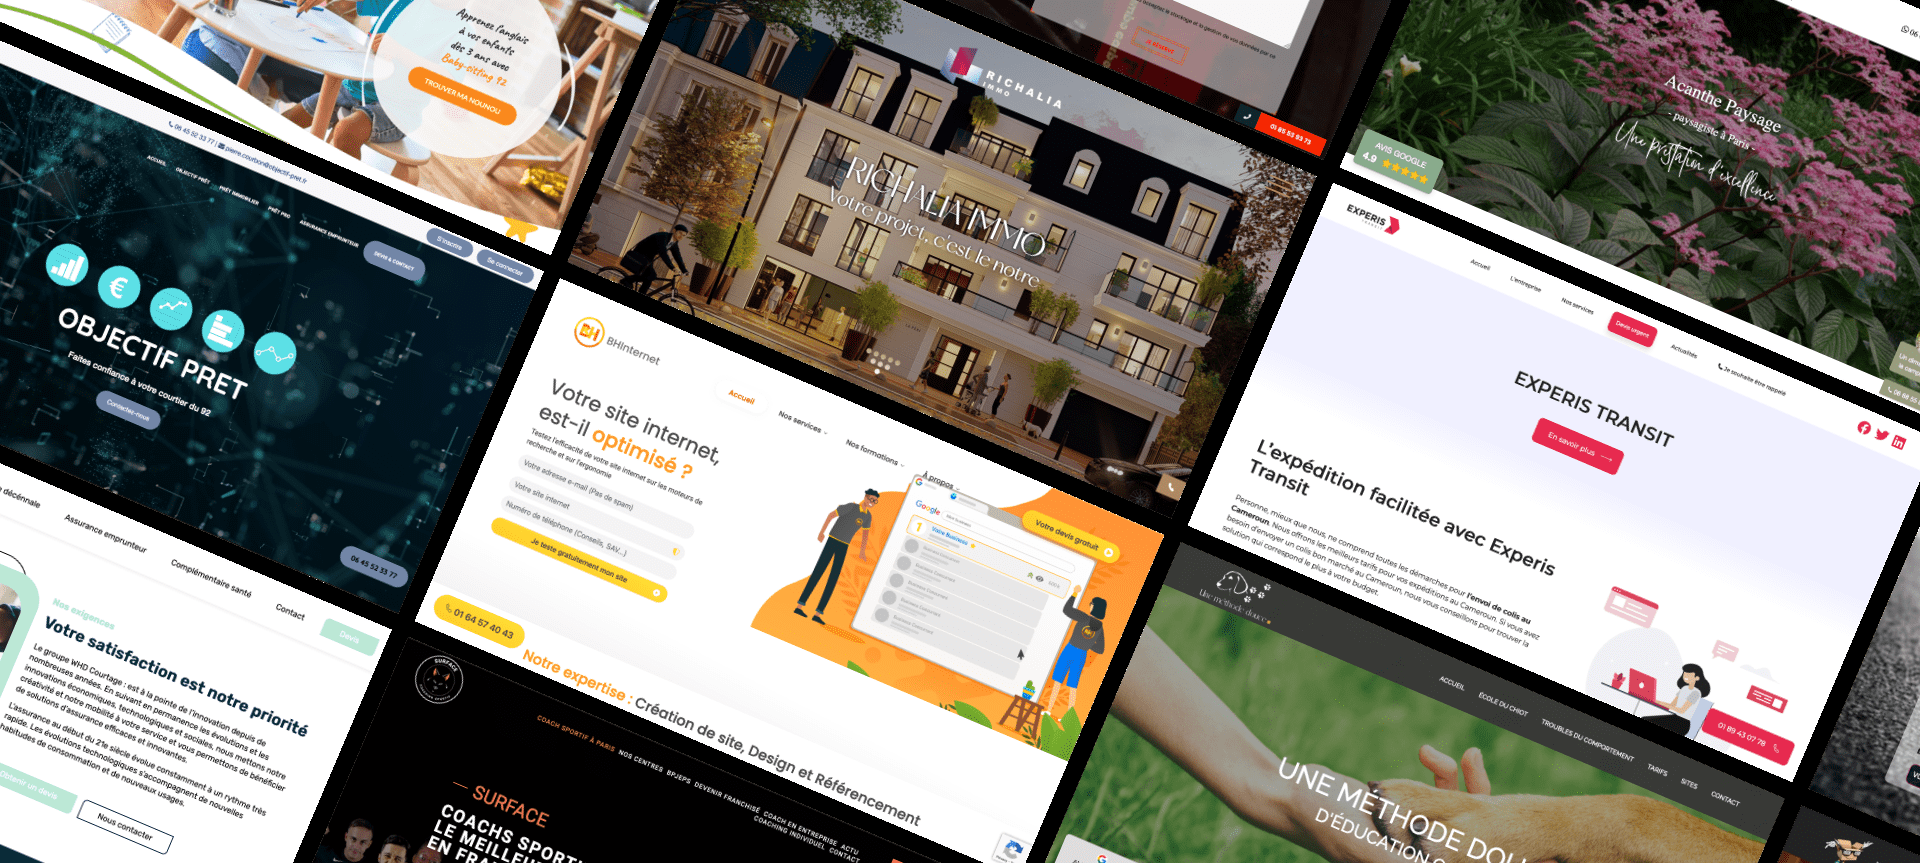 Apprenez l'anglais
à vos enfants
dès 3 ans avec
Baby-sitting 92
TROUVER MA NOUNOU
06 45 52 33 77 | pierre.courbon@objectif-pret.fr
S'inscrire
Se connecter
ACCUEIL
OBJECTIF PRÊT
PRÊT IMMOBILIER
PRÊT PRO
ASSURANCE EMPRUNTEUR
DEVIS & CONTACT
OBJECTIF PRET
Faites confiance à votre courtier du 92
Contactez-nous
06 45 52 33 77
décennale
Assurance emprunteur
Complémentaire santé
Contact
Devis
Nos exigences
Votre satisfaction est notre priorité
Le groupe WHD Courtage : est à la pointe de l'innovation depuis de
nombreuses années. En suivant en permanence les évolutions et les
innovations économiques, technologiques et sociales, nous mettons notre
créativité et notre mobilité à votre service et vous permettons de bénéficier
de solutions d'assurance efficaces et innovantes.
L'assurance au début du 21e siècle évolue constamment à un rythme très
rapide. Les évolutions technologiques s'accompagnent de nouvelles
habitudes de consommation et de nouveaux usages.
Obtenir un devis
Nous contacter
RICHALIA
IMMO
RICHALIA IMMO
Votre projet, c'est le notre
BH
BHInternet
Accueil
Nos services
Nos formations
À propos
Votre devis gratuit
Votre site internet,
est-il optimisé ?
Testez l'efficacité de votre site internet sur les moteurs de
recherche et sur l'ergonomie
Votre adresse e-mail (Pas de spam)
Votre site internet
Numéro de téléphone (Conseils, SAV...)
Je teste gratuitement mon site
01 64 57 40 43
Google
1
Votre Business
Notre expertise : Création de site, Design et Référencement
SURFACE
COACH SPORTIF À PARIS
NOS CENTRES
BPJEPS
DEVENIR FRANCHISÉ
COACH EN ENTREPRISE
ACTU
COACHING INDIVIDUEL
CONTACT
— SURFACE
COACHS SPORTI
LE MEILLEU
EN FRA
01 85 53 93 73
Acanthe Paysage
- paysagiste à Paris -
Une prestation d'excellence
AVIS GOOGLE
4.9
EXPERIS
TRANSIT
Accueil
L'entreprise
Nos services
Devis urgent
Actualités
Je souhaite être rappelé
EXPERIS TRANSIT
En savoir plus
L'expédition facilitée avec Experis
Transit
Personne, mieux que nous, ne comprend toutes les démarches pour l'envoi de colis au
Cameroun. Nous offrons les meilleurs tarifs pour vos expéditions au Cameroun. Si vous avez
besoin d'envoyer un colis bon marché au Cameroun, nous vous conseillons pour trouver la
solution qui correspond le plus à votre budget.
01 89 43 07 78
Une méthode douce
ACCUEIL
ECOLE DU CHIOT
TROUBLES DU COMPORTEMENT
TARIFS
SITES
CONTACT
UNE MÉTHODE DOU
D'ÉDUCATION